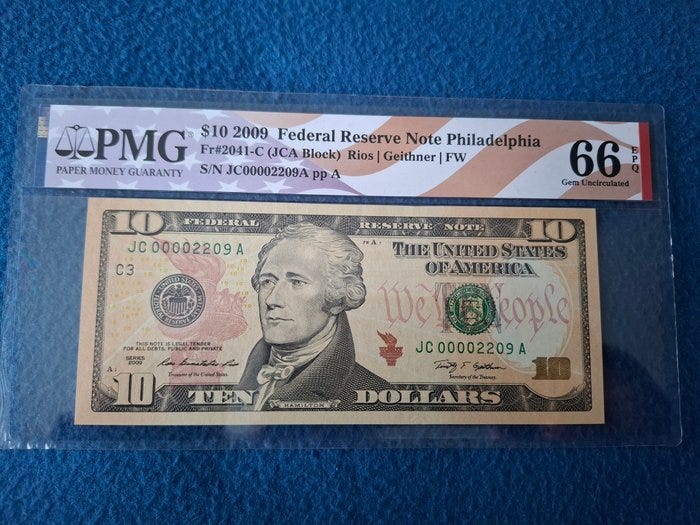 PMG
PAPER MONEY GUARANTY
$10 2009 Federal Reserve Note Philadelphia
Fr#2041-C (JCA Block) Rios | Geithner | FW
S/N JC00002209A pp A
66 EPQ
Gem Uncirculated
10 FEDERAL RESERVE NOTE 10
JC 00002209 A
C3
THE UNITED STATES
OF AMERICA
We The People
THIS NOTE IS LEGAL TENDER
FOR ALL DEBTS, PUBLIC AND PRIVATE
SERIES
2009
Treasurer of the United States.
JC 00002209 A
Secretary of the Treasury.
10
10 TEN DOLLARS
HAMILTON